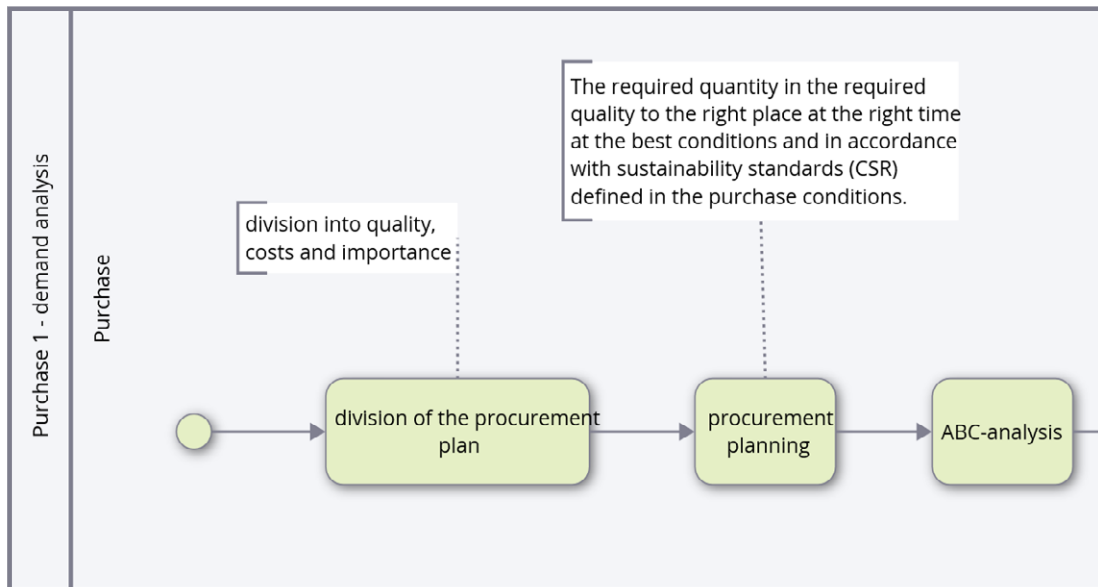 Purchase 1 - demand analysis
Purchase
The required quantity in the required
quality to the right place at the right time
at the best conditions and in accordance
with sustainability standards (CSR)
defined in the purchase conditions.
division into quality,
costs and importance
division of the procurement
plan
procurement
planning
ABC-analysis